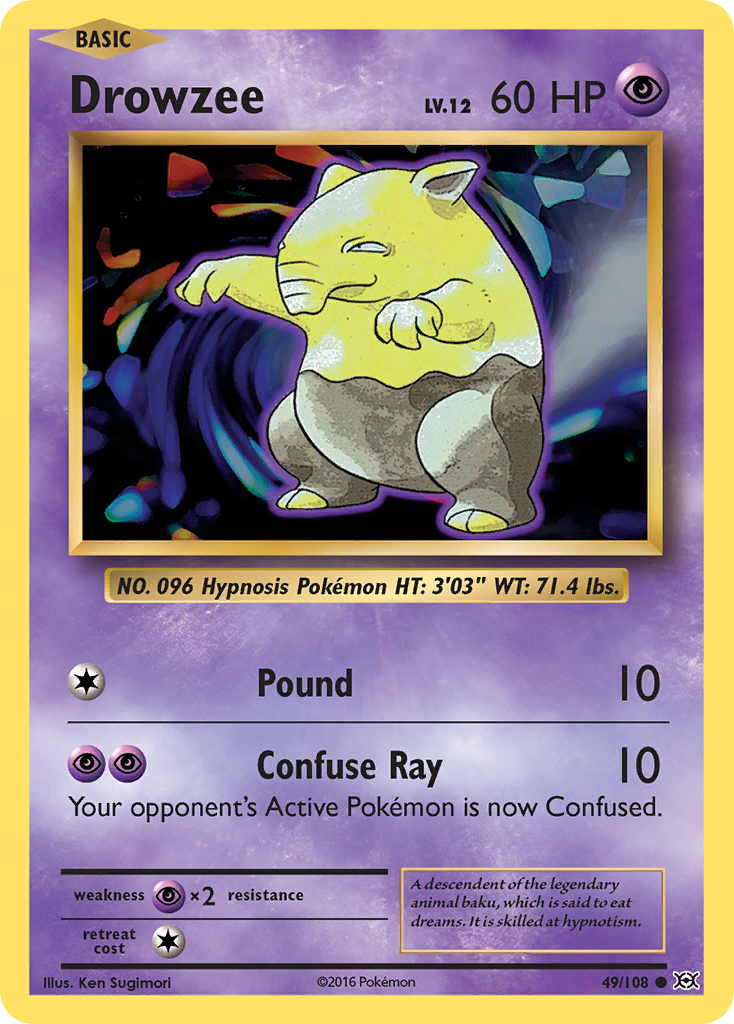 BASIC
Drowzee LV.12 60 HP
NO. 096 Hypnosis Pokémon HT: 3'03" WT: 71.4 lbs.
Pound 10
Confuse Ray 10
Your opponent's Active Pokémon is now Confused.
weakness ×2 resistance
retreat
cost
A descendent of the legendary
animal baku, which is said to eat
dreams. It is skilled at hypnotism.
Illus. Ken Sugimori ©2016 Pokémon 49/108